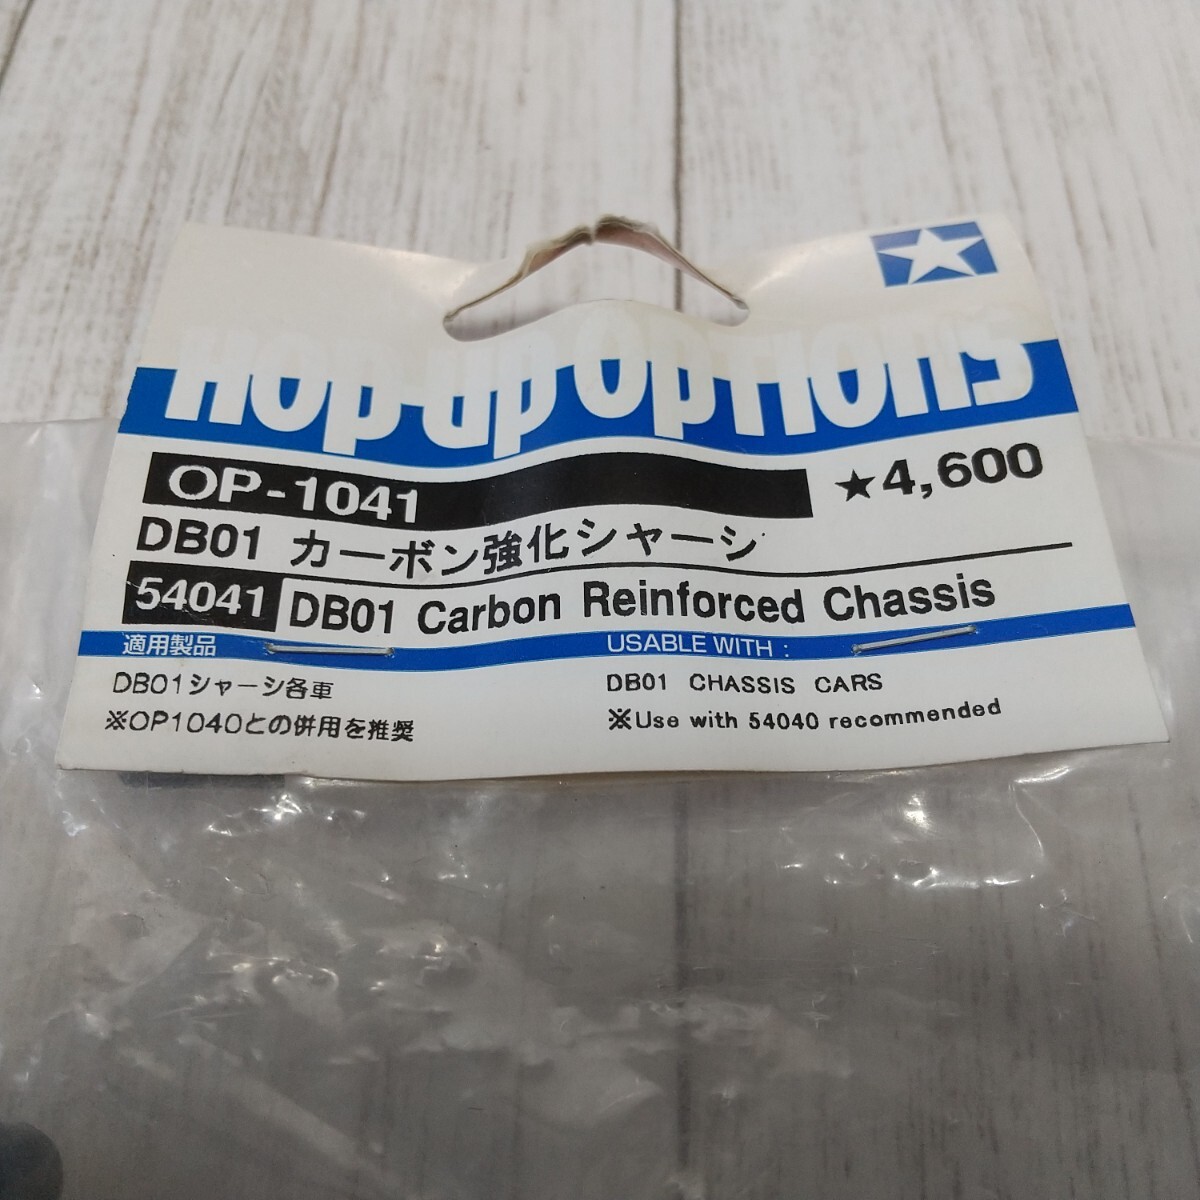 HOP-UP OPTIONS
OP-1041
★4,600
DB01 カーボン強化シャーシ
54041 DB01 Carbon Reinforced Chassis
適用製品
DB01シャーシ各車
※OP1040との併用を推奨
USABLE WITH :
DB01 CHASSIS CARS
※Use with 54040 recommended